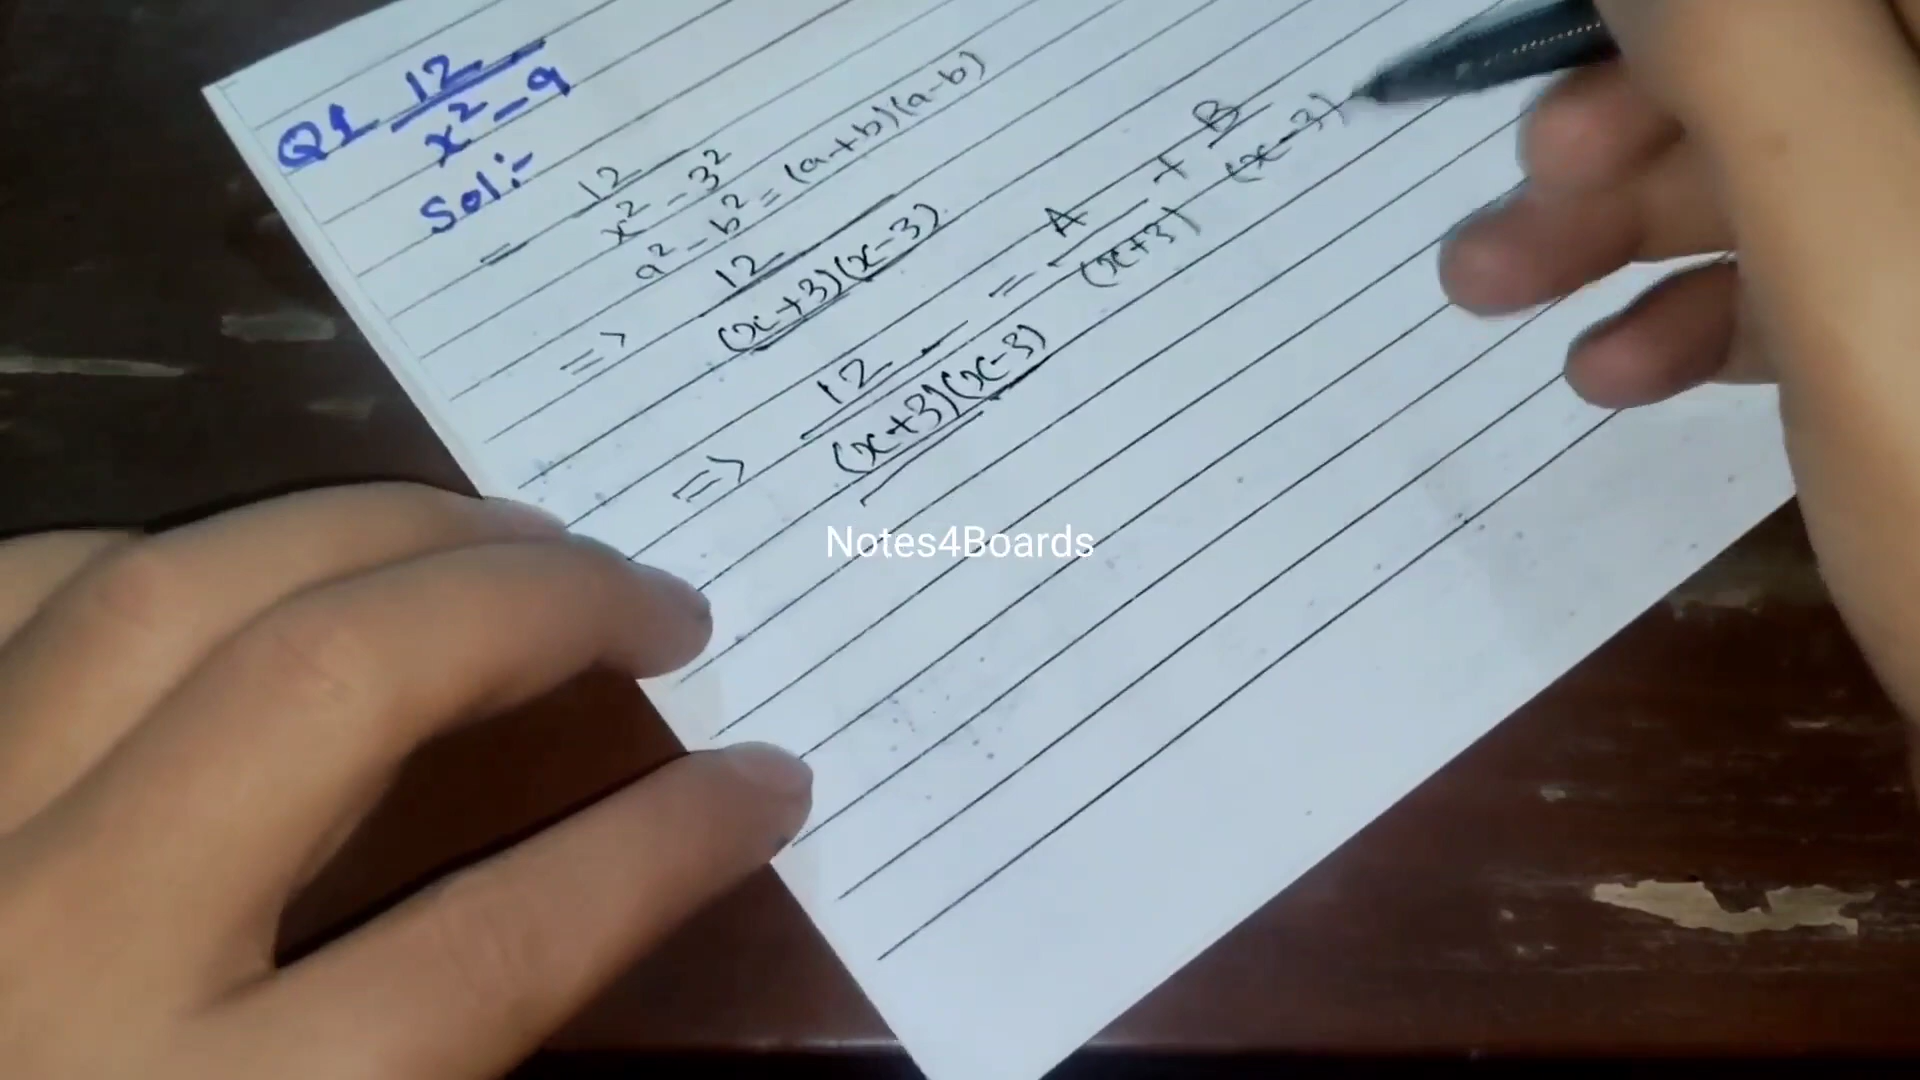 Q1 12
x² - 9
Sol:-
= 12
x² - 3²
a² - b² = (a+b)(a-b)
=> 12
(x+3)(x-3)
=> 12 = A + B
(x+3)(x-3) (x+3) (x-3)
Notes4Boards